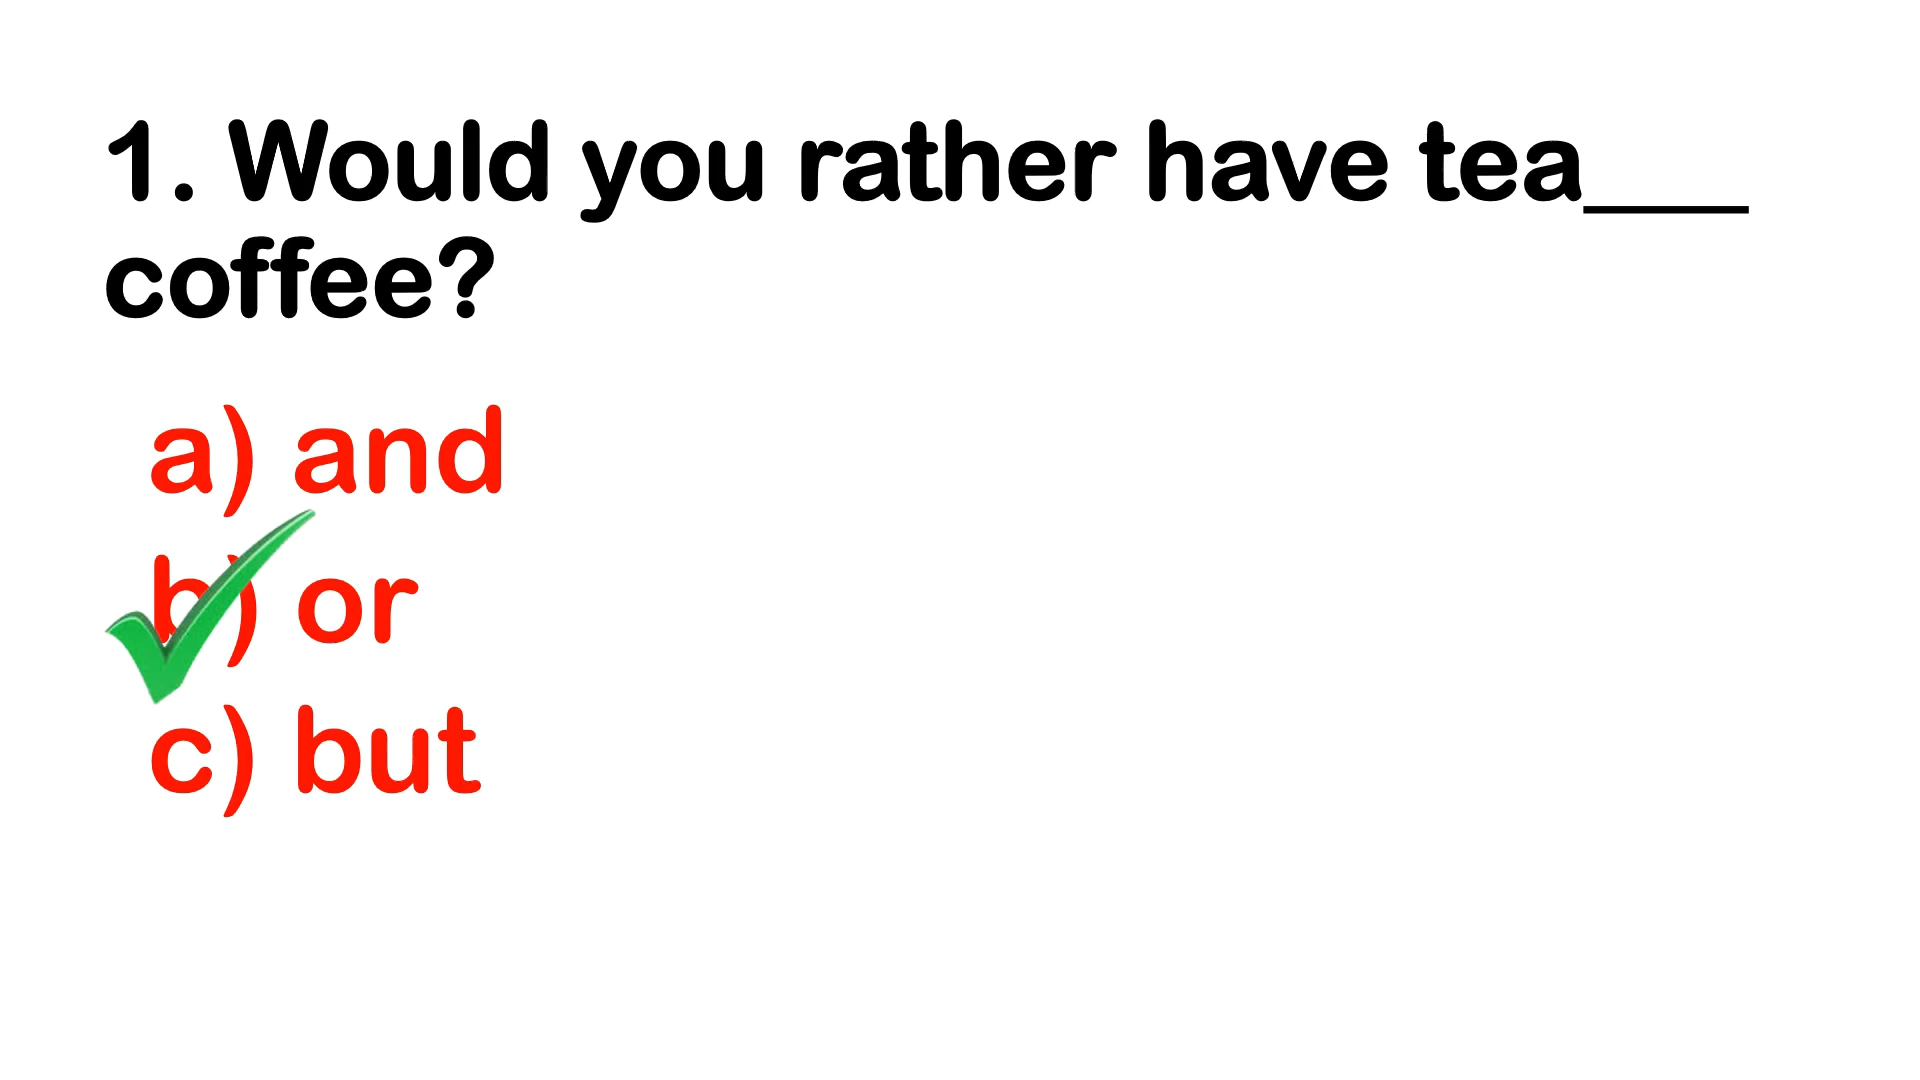 1. Would you rather have tea___
coffee?
a) and
b) or
c) but